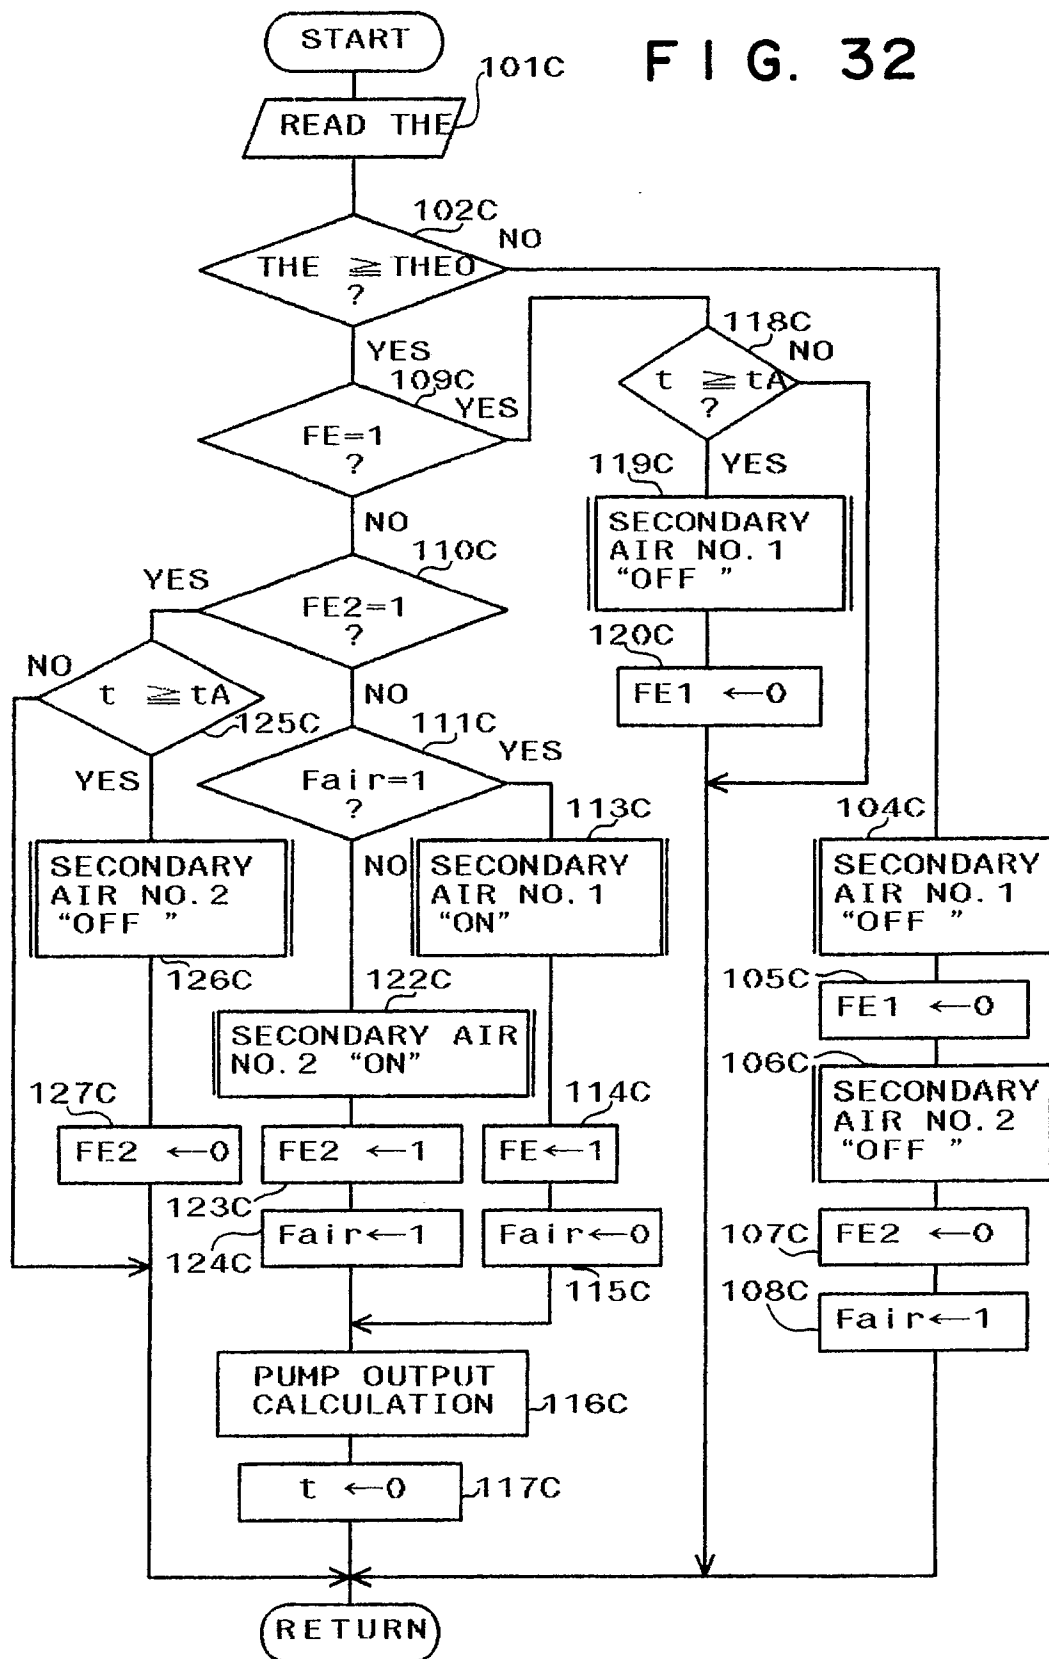 START
FIG. 32
101C
READ THE
102C
NO
THE ≧ THEO
?
YES
118C
NO
t ≧ tA
?
109C
YES
FE=1
?
119C
YES
NO
SECONDARY
AIR NO. 1
"OFF "
110C
YES
FE2=1
?
120C
FE1 ←0
NO
t ≧ tA
125C
NO
111C
YES
YES
Fair=1
?
113C
104C
SECONDARY
AIR NO. 2
"OFF "
NO
SECONDARY
AIR NO. 1
"ON"
SECONDARY
AIR NO. 1
"OFF "
126C
122C
105C
FE1 ←0
SECONDARY AIR
NO. 2 "ON"
106C
SECONDARY
AIR NO. 2
"OFF "
127C
114C
FE2 ←0
FE2 ←1
FE←1
123C
124C
Fair←1
Fair←0
115C
107C
FE2 ←0
108C
Fair←1
PUMP OUTPUT
CALCULATION
116C
t ←0
117C
RETURN